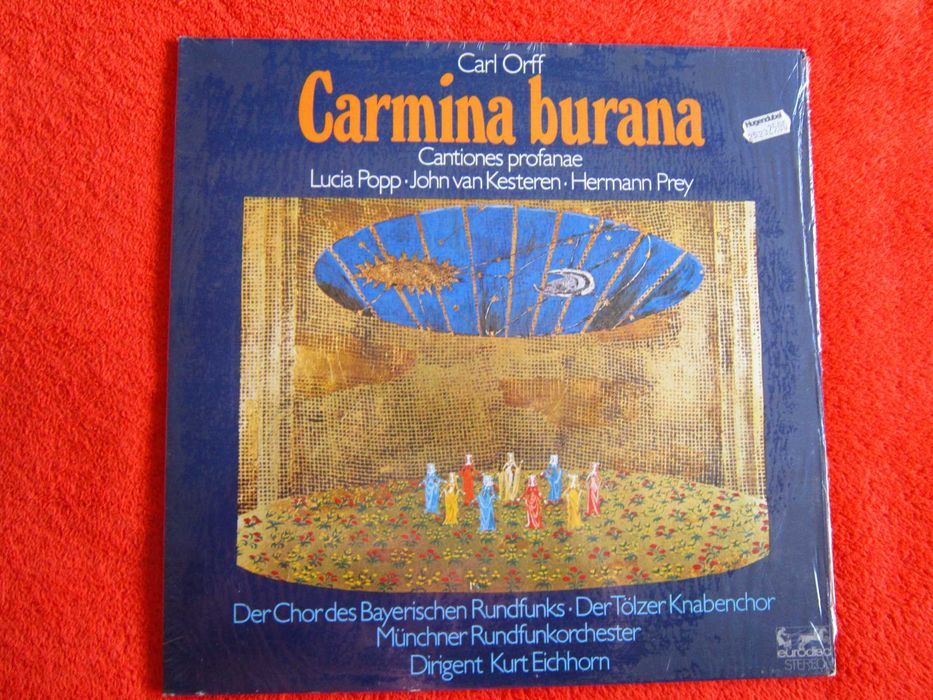 Carl Orff
Carmina burana
Hugendubel
Cantiones profanae
Lucia Popp · John van Kesteren · Hermann Prey
Der Chor des Bayerischen Rundfunks · Der Tölzer Knabenchor
Münchner Rundfunkorchester
Dirigent Kurt Eichhorn
eurodisc
STEREO